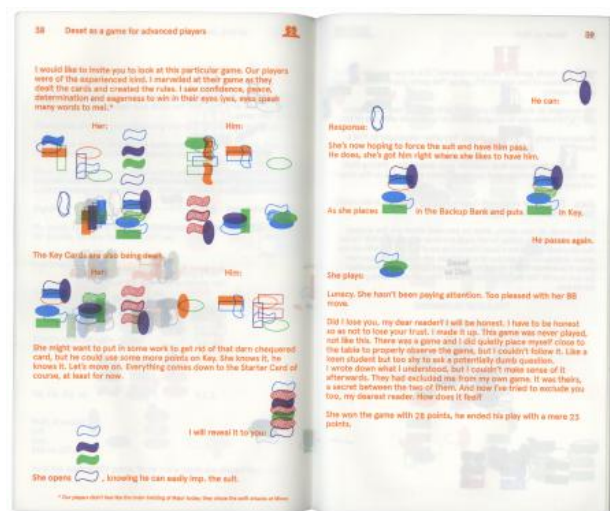 38 Deset as a game for advanced players
I would like to invite you to look at this particular game. Our players
were of the experienced kind. I marvelled at their game as they
dealt the cards and created the rules. I saw confidence, peace,
determination and eagerness to win in their eyes (yes, eyes speak
many words to me).*
Her: Him:
The Key Cards are also being dealt.
Her: Him:
She might want to put in some work to get rid of that darn chequered
card, but he could use some more points on Key. She knows it, he
knows it. Let's move on. Everything comes down to the Starter Card of
course, at least for now.
I will reveal it to you:
She opens , knowing he can easily imp. the suit.
* Our players didn't feel like the
39
He can:
Response:
She's now hoping to force the suit and have him pass.
He does, she's got him right where she likes to have him.
As she places in the Backup Bank and puts in Key.
He passes again.
She plays:
Lunacy. She hasn't been paying attention. Too pleased with her BB
move.
Did I lose you, my dear reader? I will be honest. I have to be honest
so as not to lose your trust. I made it up. This game was never played,
not like this. There was a game and I did quietly place myself close to
the table to properly observe the game, but I couldn't follow it. Like a
keen student but too shy to ask a potentially dumb question.
I wrote down what I understood, but I couldn't make sense of it
afterwards. They had excluded me from my own game. It was theirs,
a secret between the two of them. And now I've tried to exclude you
too, my dearest reader. How does it feel?
She won the game with 28 points, he ended his play with a mere 23
points.